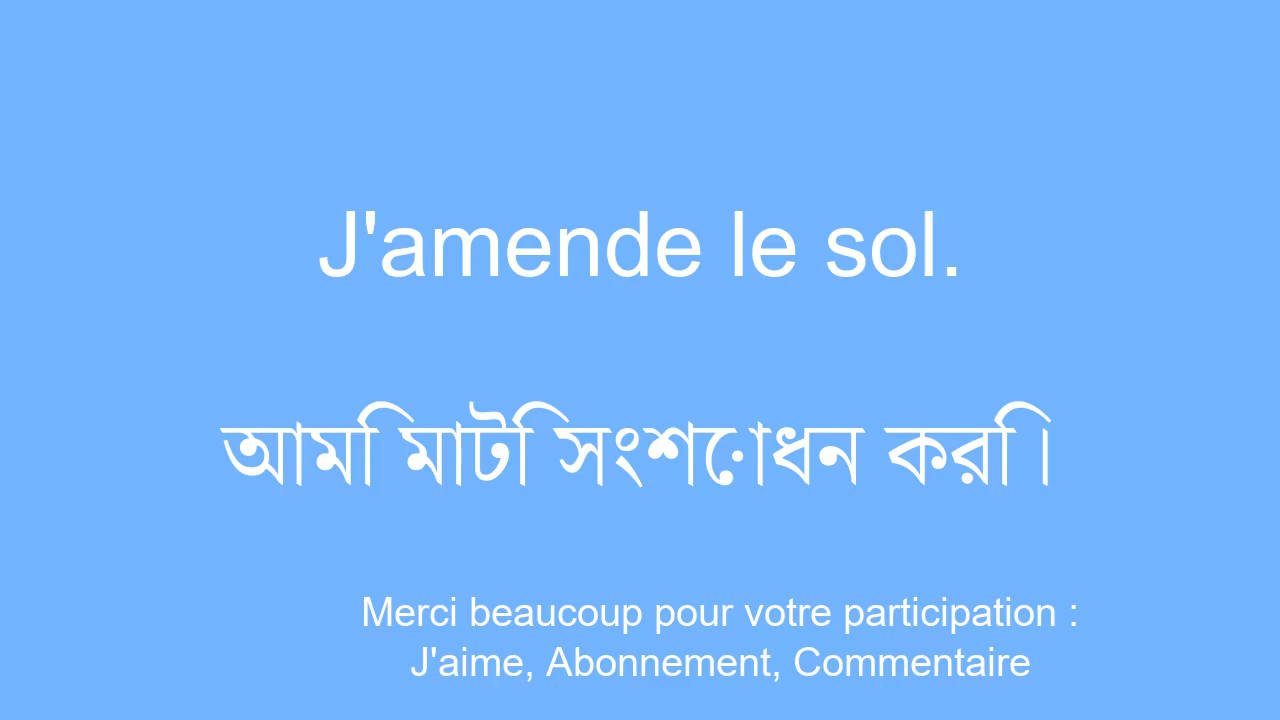 J'amende le sol.
আমি মাটি সংশোধন করি।
Merci beaucoup pour votre participation :
J'aime, Abonnement, Commentaire